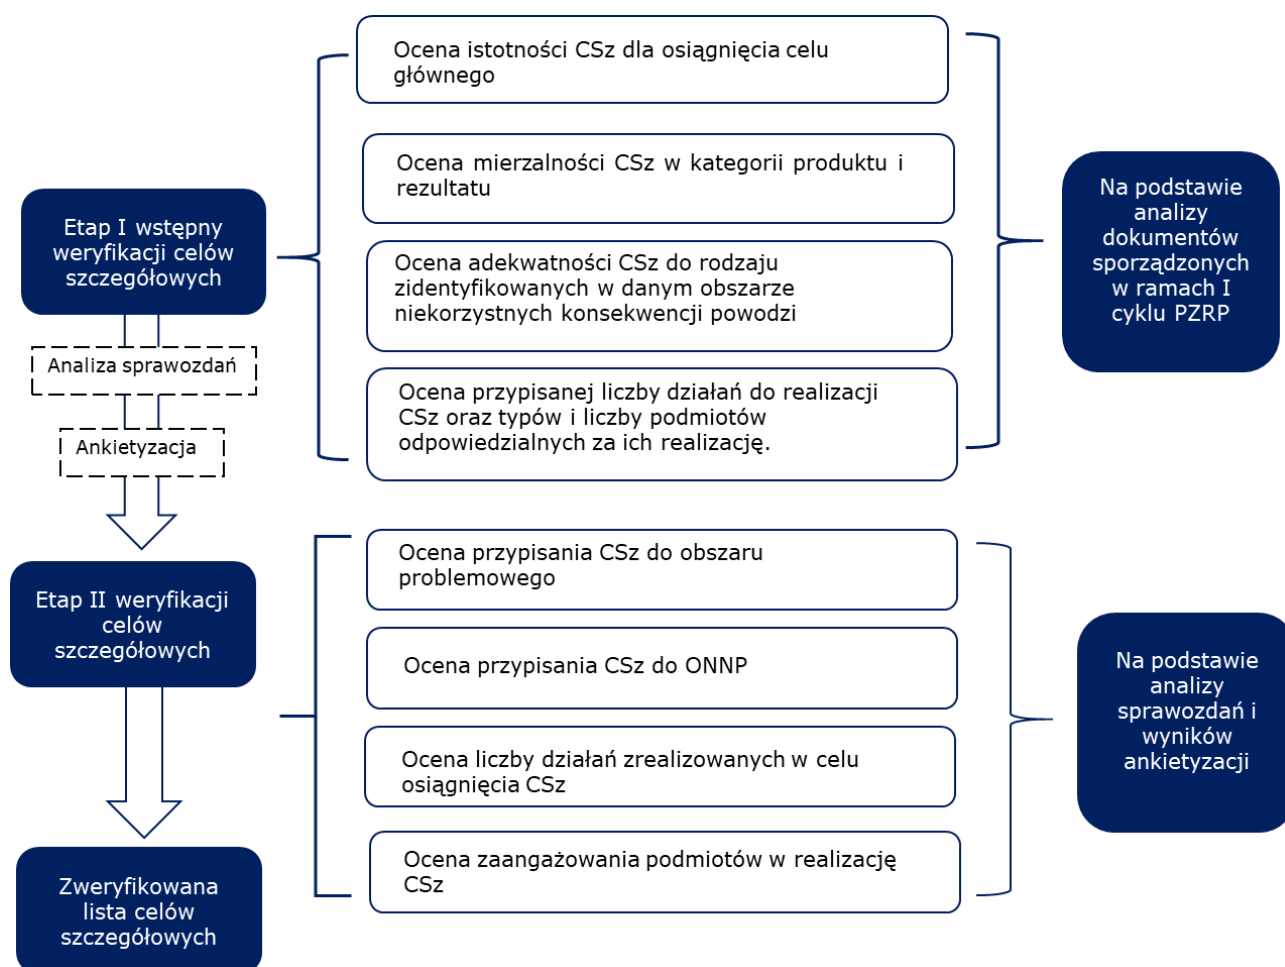 Ocena istotności CSz dla osiągnięcia celu
głównego
Ocena mierzalności CSz w kategorii produktu i
rezultatu
Etap I wstępny
weryfikacji celów
szczegółowych
Ocena adekwatności CSz do rodzaju
zidentyfikowanych w danym obszarze
niekorzystnych konsekwencji powodzi
Na podstawie
analizy
dokumentów
sporządzonych
w ramach I
cyklu PZRP
Analiza sprawozdań
Ankietyzacja
Ocena przypisanej liczby działań do realizacji
CSz oraz typów i liczby podmiotów
odpowiedzialnych za ich realizację.
Etap II weryfikacji
celów
szczegółowych
Ocena przypisania CSz do obszaru
problemowego
Ocena przypisania CSz do ONNP
Ocena liczby działań zrealizowanych w celu
osiągnięcia CSz
Ocena zaangażowania podmiotów w realizację
CSz
Na podstawie
analizy
sprawozdań i
wyników
ankietyzacji
Zweryfikowana
lista celów
szczegółowych